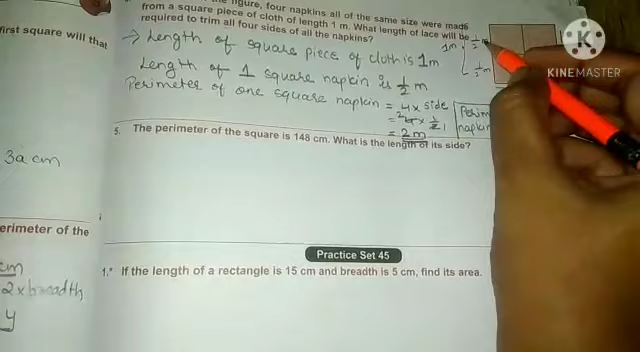 figure, four napkins all of the same size were made
from a square piece of cloth of length 1 m. What length of lace will be
required to trim all four sides of all the napkins?
→ Length of square piece of cloth is 1m
Length of 1 square napkin is 1/2 m
Perimeter of one square napkin = 4 × side
= 2m
1m
1/2 m
Perim
napkin
KINEMASTER
5. The perimeter of the square is 148 cm. What is the length of its side?
Practice Set 45
1.* If the length of a rectangle is 15 cm and breadth is 5 cm, find its area.
first square will that
3a cm
erimeter of the
cm
2 x breadth
y